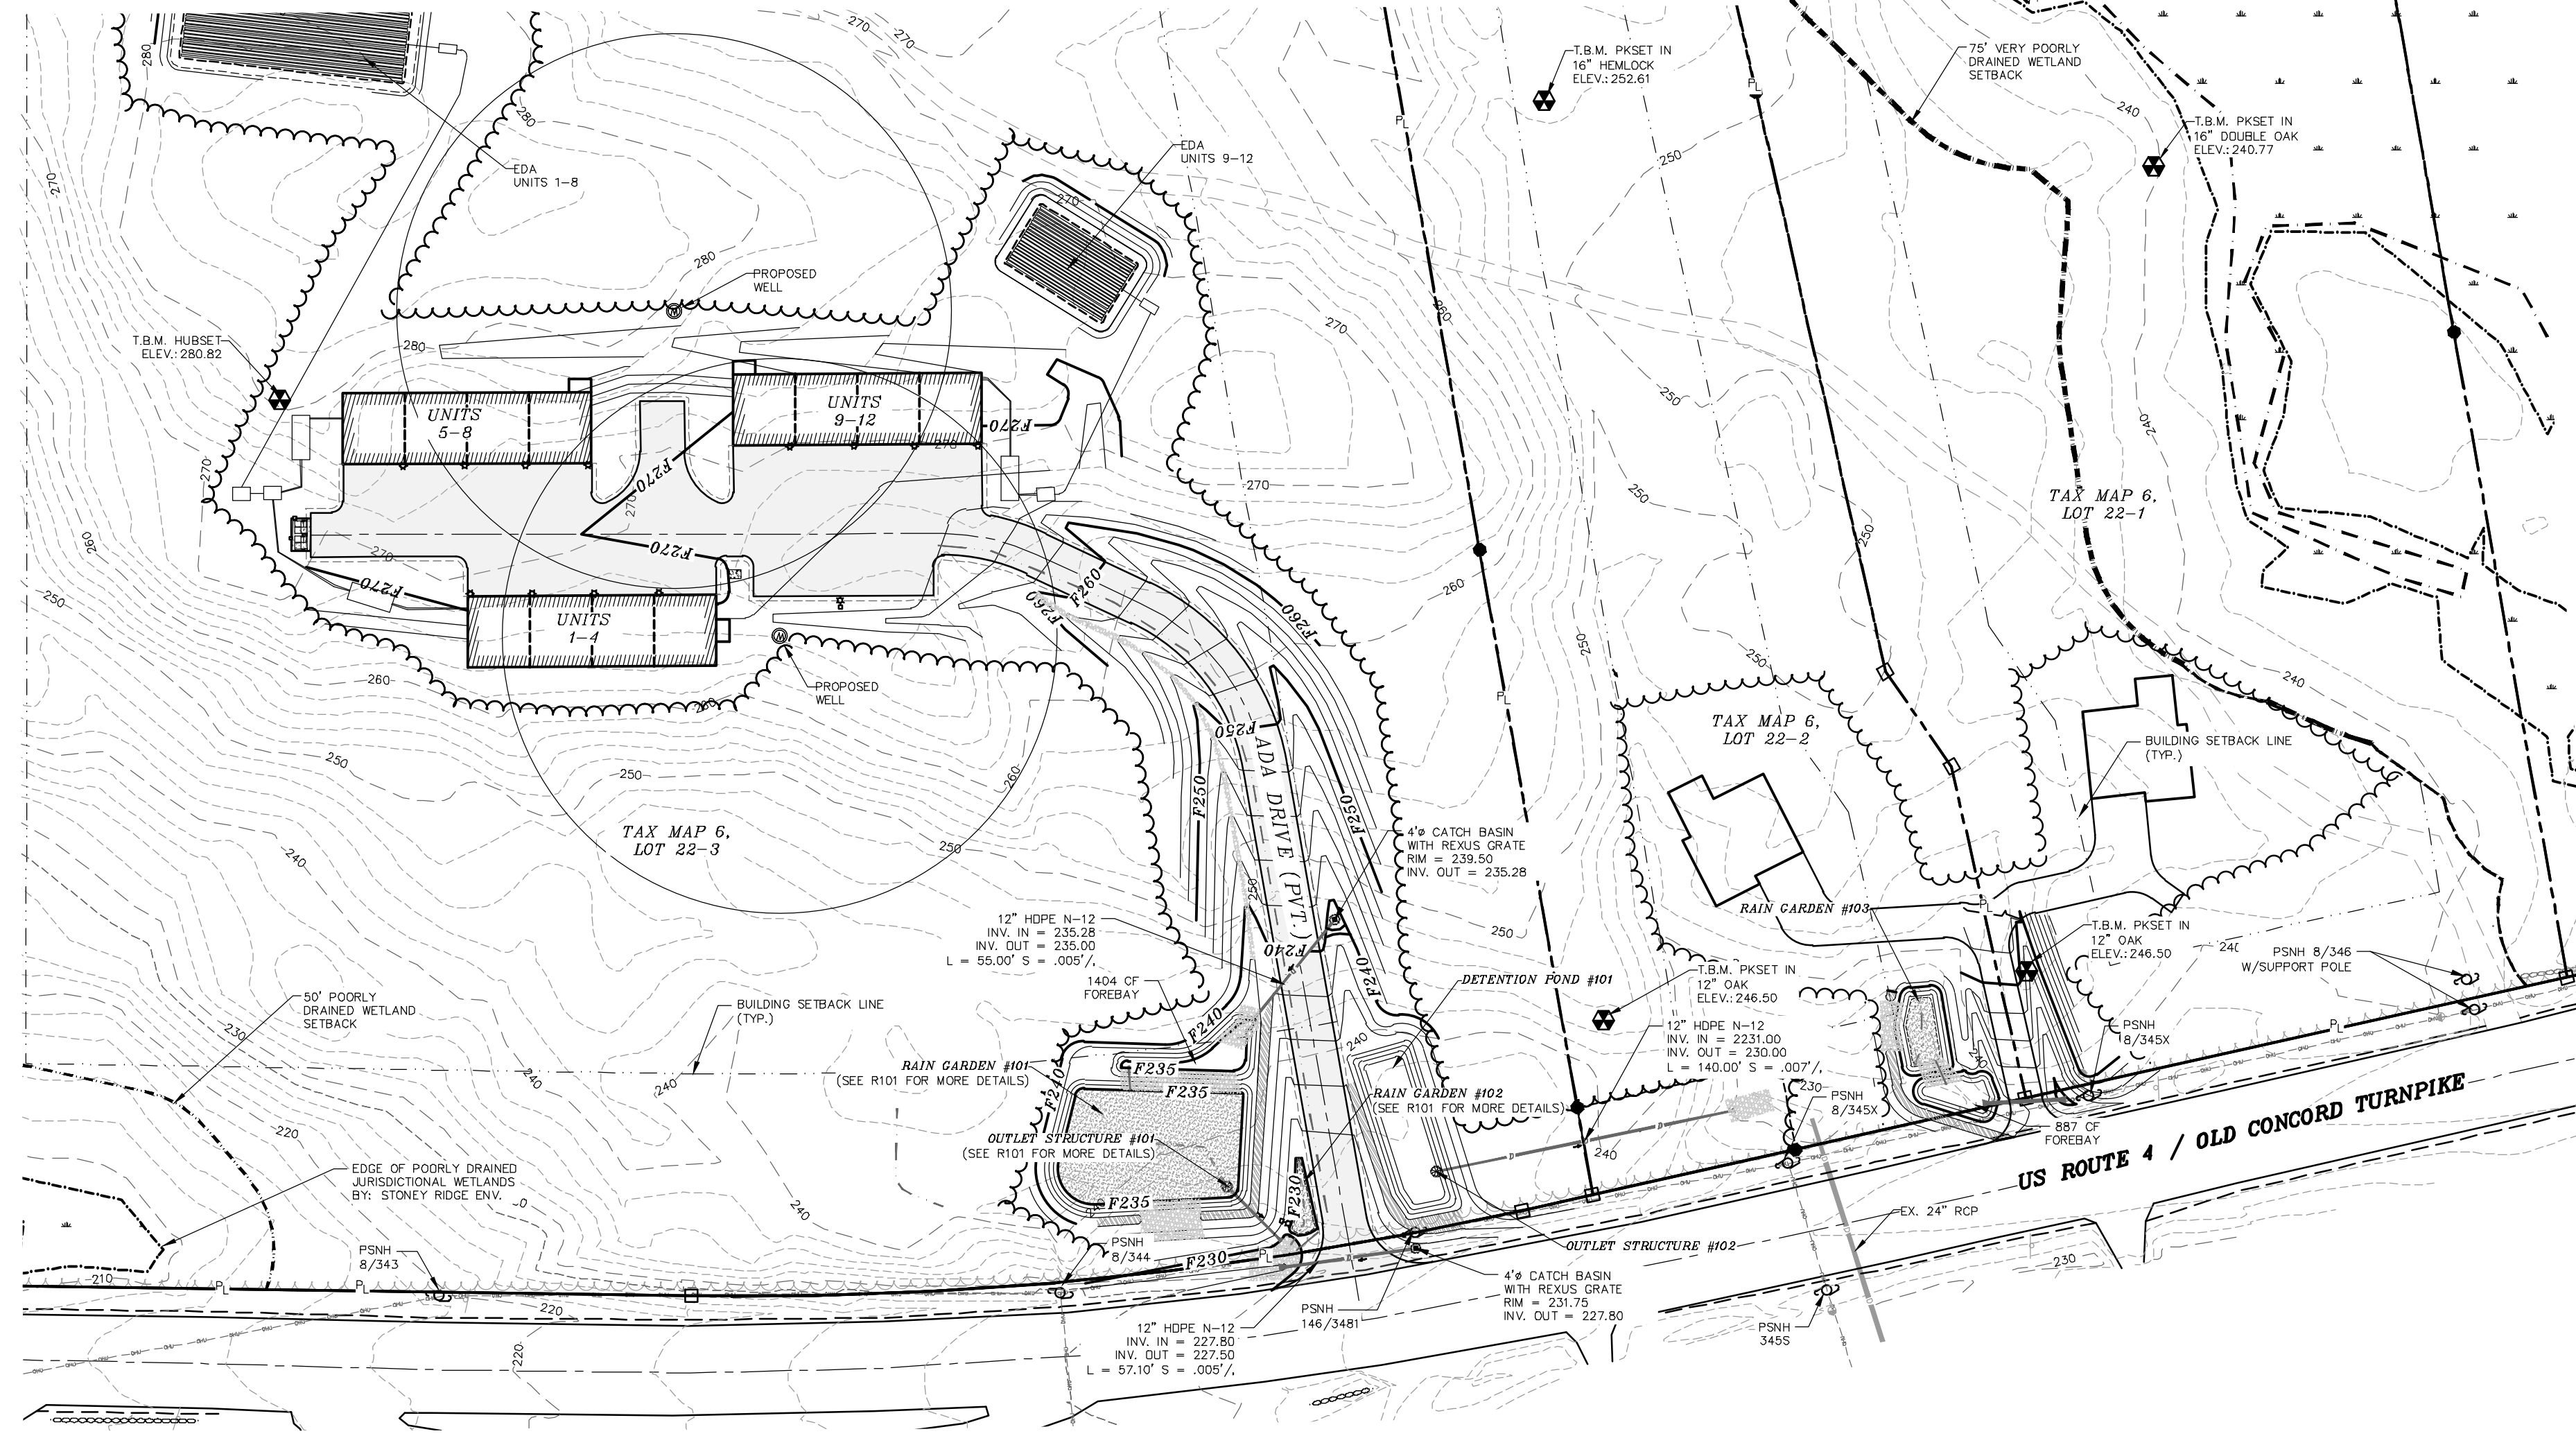 T.B.M. PKSET IN
16" HEMLOCK
ELEV.: 252.61
75' VERY POORLY
DRAINED WETLAND
SETBACK
T.B.M. PKSET IN
16" DOUBLE OAK
ELEV.: 240.77
EDA
UNITS 1-8
EDA
UNITS 9-12
PROPOSED
WELL
T.B.M. HUBSET
ELEV.: 280.82
UNITS
5-8
UNITS
9-12
UNITS
1-4
PROPOSED
WELL
TAX MAP 6,
LOT 22-1
TAX MAP 6,
LOT 22-2
TAX MAP 6,
LOT 22-3
BUILDING SETBACK LINE
(TYP.)
ADA DRIVE (PVT.)
4'ø CATCH BASIN
WITH REXUS GRATE
RIM = 239.50
INV. OUT = 235.28
12" HDPE N-12
INV. IN = 235.28
INV. OUT = 235.00
L = 55.00' S = .005'/,
1404 CF
FOREBAY
RAIN GARDEN #103
T.B.M. PKSET IN
12" OAK
ELEV.: 246.50
PSNH 8/346
W/SUPPORT POLE
DETENTION POND #101
T.B.M. PKSET IN
12" OAK
ELEV.: 246.50
12" HDPE N-12
INV. IN = 2231.00
INV. OUT = 230.00
L = 140.00' S = .007'/,
50' POORLY
DRAINED WETLAND
SETBACK
BUILDING SETBACK LINE
(TYP.)
RAIN GARDEN #101
(SEE R101 FOR MORE DETAILS)
RAIN GARDEN #102
(SEE R101 FOR MORE DETAILS)
PSNH
8/345X
PSNH
8/345X
887 CF
FOREBAY
OUTLET STRUCTURE #101
(SEE R101 FOR MORE DETAILS)
EDGE OF POORLY DRAINED
JURISDICTIONAL WETLANDS
BY: STONEY RIDGE ENV.
US ROUTE 4 / OLD CONCORD TURNPIKE
EX. 24" RCP
OUTLET STRUCTURE #102
PSNH
8/343
PSNH
8/344
4'ø CATCH BASIN
WITH REXUS GRATE
RIM = 231.75
INV. OUT = 227.80
PSNH
146/3481
12" HDPE N-12
INV. IN = 227.80
INV. OUT = 227.50
L = 57.10' S = .005'/,
PSNH
345S
F270
F270
F270
F270
F260
F260
F260
F250
F250
F250
F240
F240
F240
F240
F235
F235
F235
F230
F230